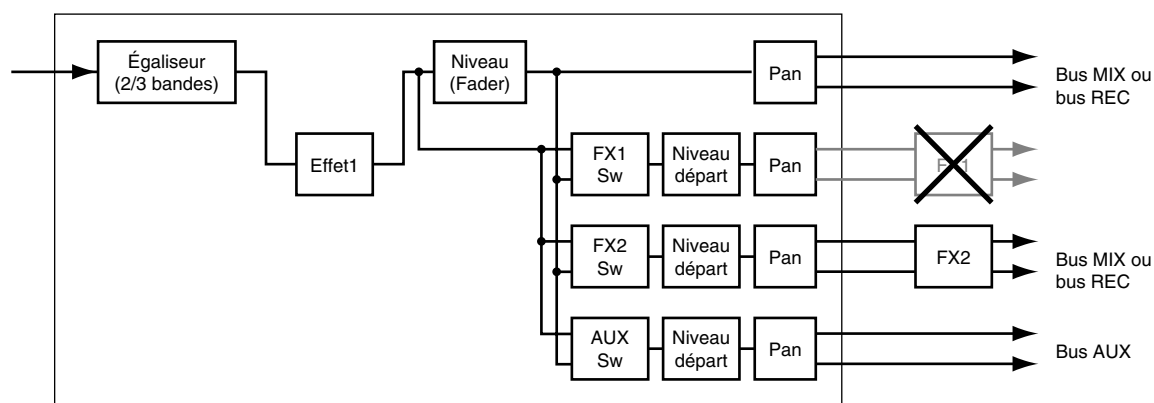 Égaliseur
(2/3 bandes)
Niveau
(Fader)
Pan
Bus MIX ou
bus REC
Effet1
FX1
Sw
Niveau
départ
Pan
FX1
FX2
Sw
Niveau
départ
Pan
FX2
Bus MIX ou
bus REC
AUX
Sw
Niveau
départ
Pan
Bus AUX